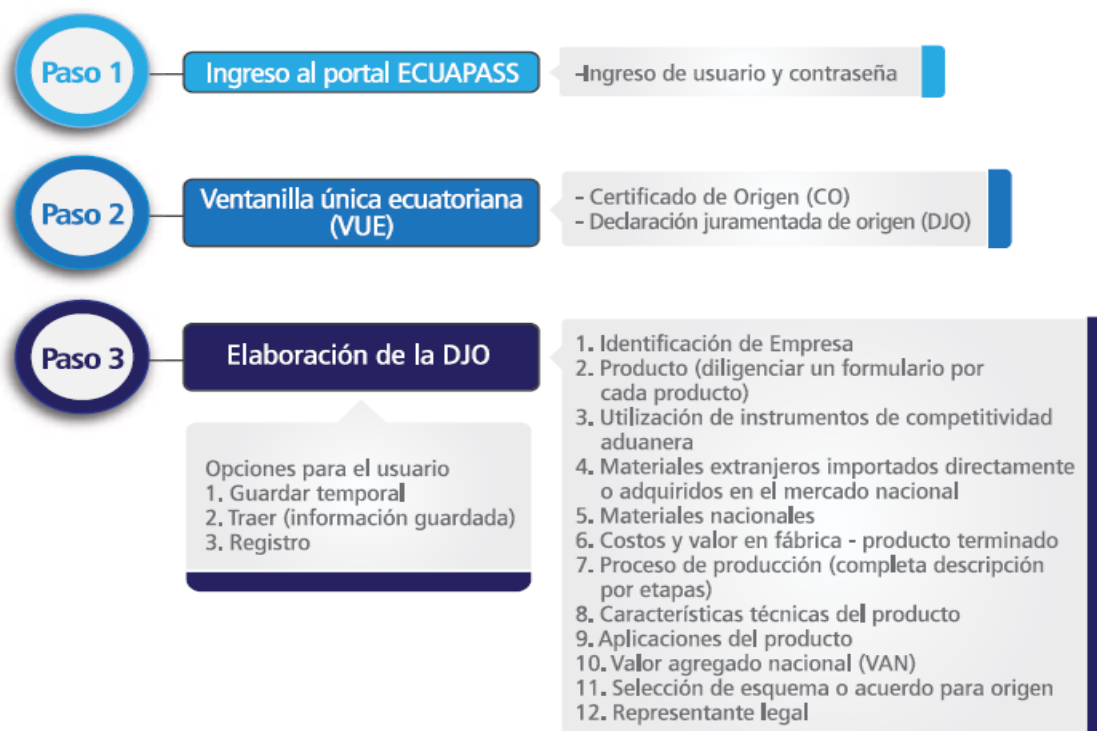 Paso 1
Ingreso al portal ECUAPASS
-Ingreso de usuario y contraseña
Paso 2
Ventanilla única ecuatoriana
(VUE)
- Certificado de Origen (CO)
- Declaración juramentada de origen (DJO)
Paso 3
Elaboración de la DJO
Opciones para el usuario
1. Guardar temporal
2. Traer (información guardada)
3. Registro
1. Identificación de Empresa
2. Producto (diligenciar un formulario por
cada producto)
3. Utilización de instrumentos de competitividad
aduanera
4. Materiales extranjeros importados directamente
o adquiridos en el mercado nacional
5. Materiales nacionales
6. Costos y valor en fábrica - producto terminado
7. Proceso de producción (completa descripción
por etapas)
8. Características técnicas del producto
9. Aplicaciones del producto
10. Valor agregado nacional (VAN)
11. Selección de esquema o acuerdo para origen
12. Representante legal